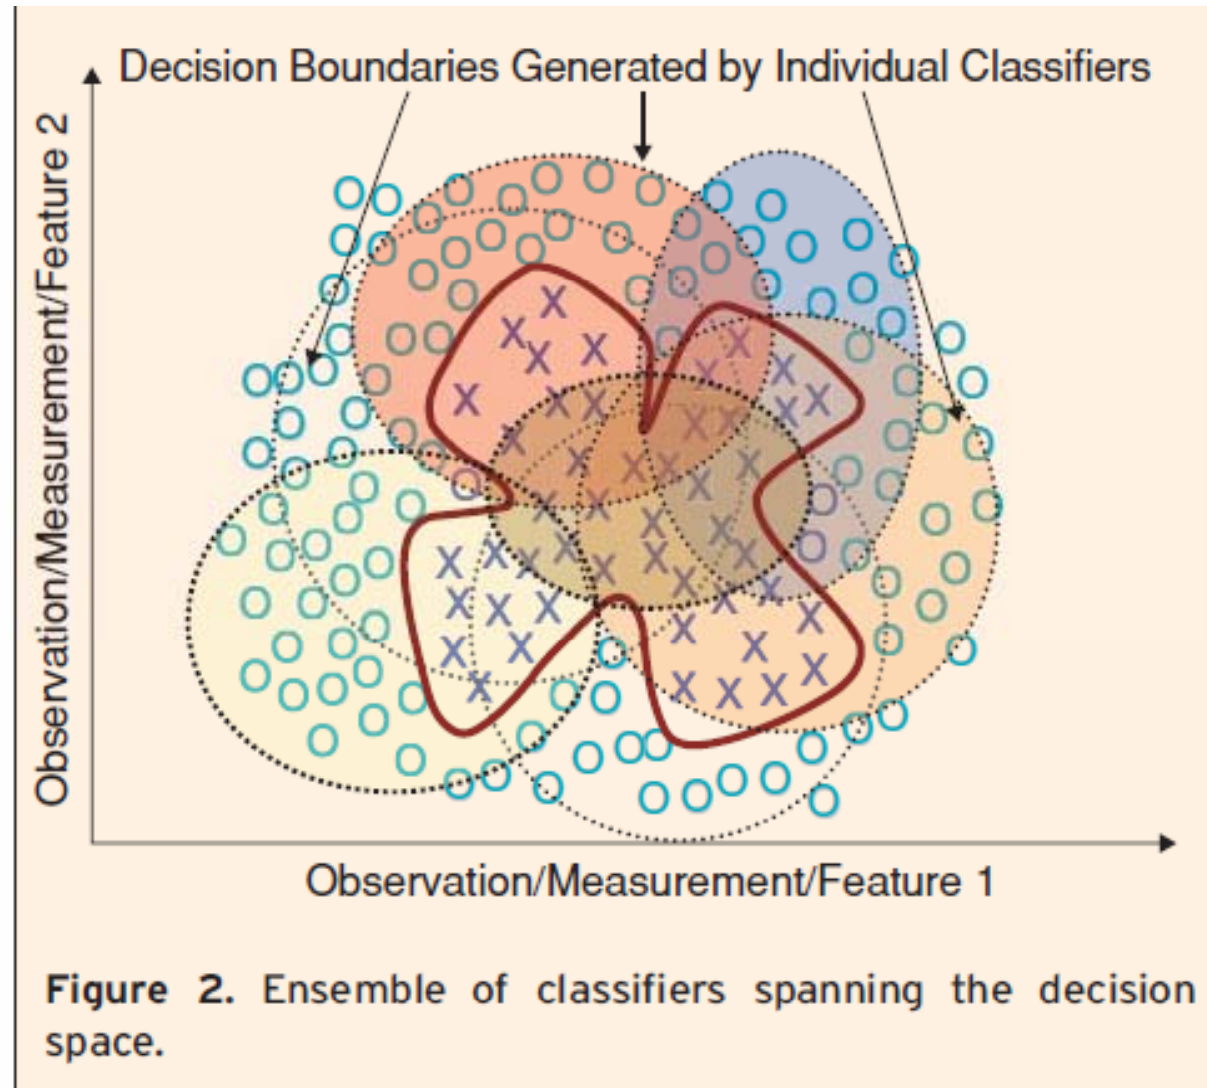 Decision Boundaries Generated by Individual Classifiers
Observation/Measurement/Feature 2
Observation/Measurement/Feature 1
Figure 2. Ensemble of classifiers spanning the decision
space.